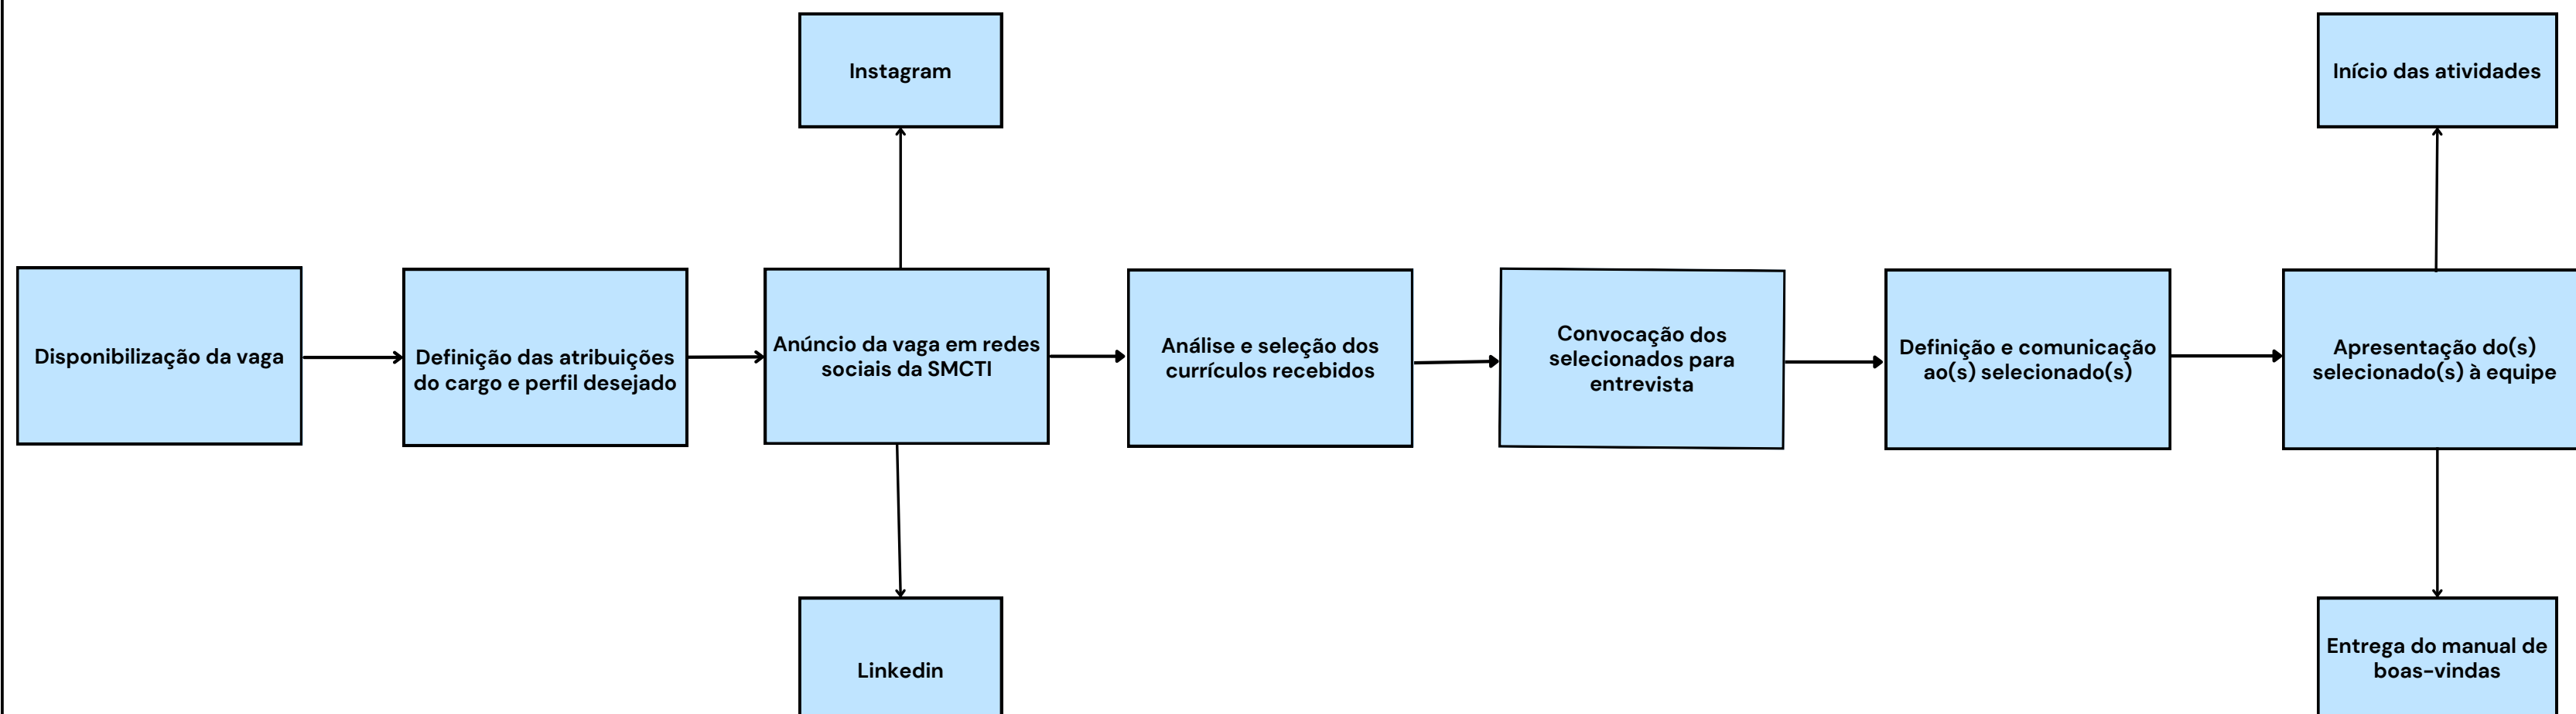 Instagram
Início das atividades
Disponibilização da vaga
Definição das atribuições
do cargo e perfil desejado
Anúncio da vaga em redes
sociais da SMCTI
Análise e seleção dos
currículos recebidos
Convocação dos
selecionados para
entrevista
Definição e comunicação
ao(s) selecionado(s)
Apresentação do(s)
selecionado(s) à equipe
Linkedin
Entrega do manual de
boas-vindas